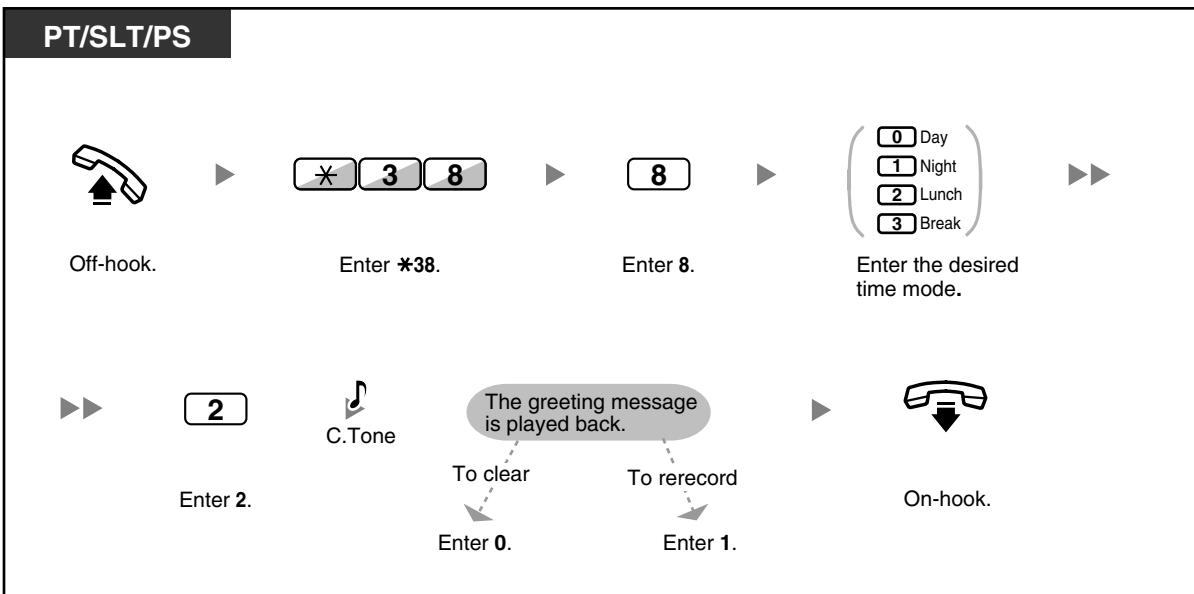 PT/SLT/PS
✳ 3 8
8
0 Day
1 Night
2 Lunch
3 Break
Off-hook.
Enter ✳38.
Enter 8.
Enter the desired
time mode.
2
C.Tone
The greeting message
is played back.
To clear
To rerecord
Enter 2.
On-hook.
Enter 0.
Enter 1.